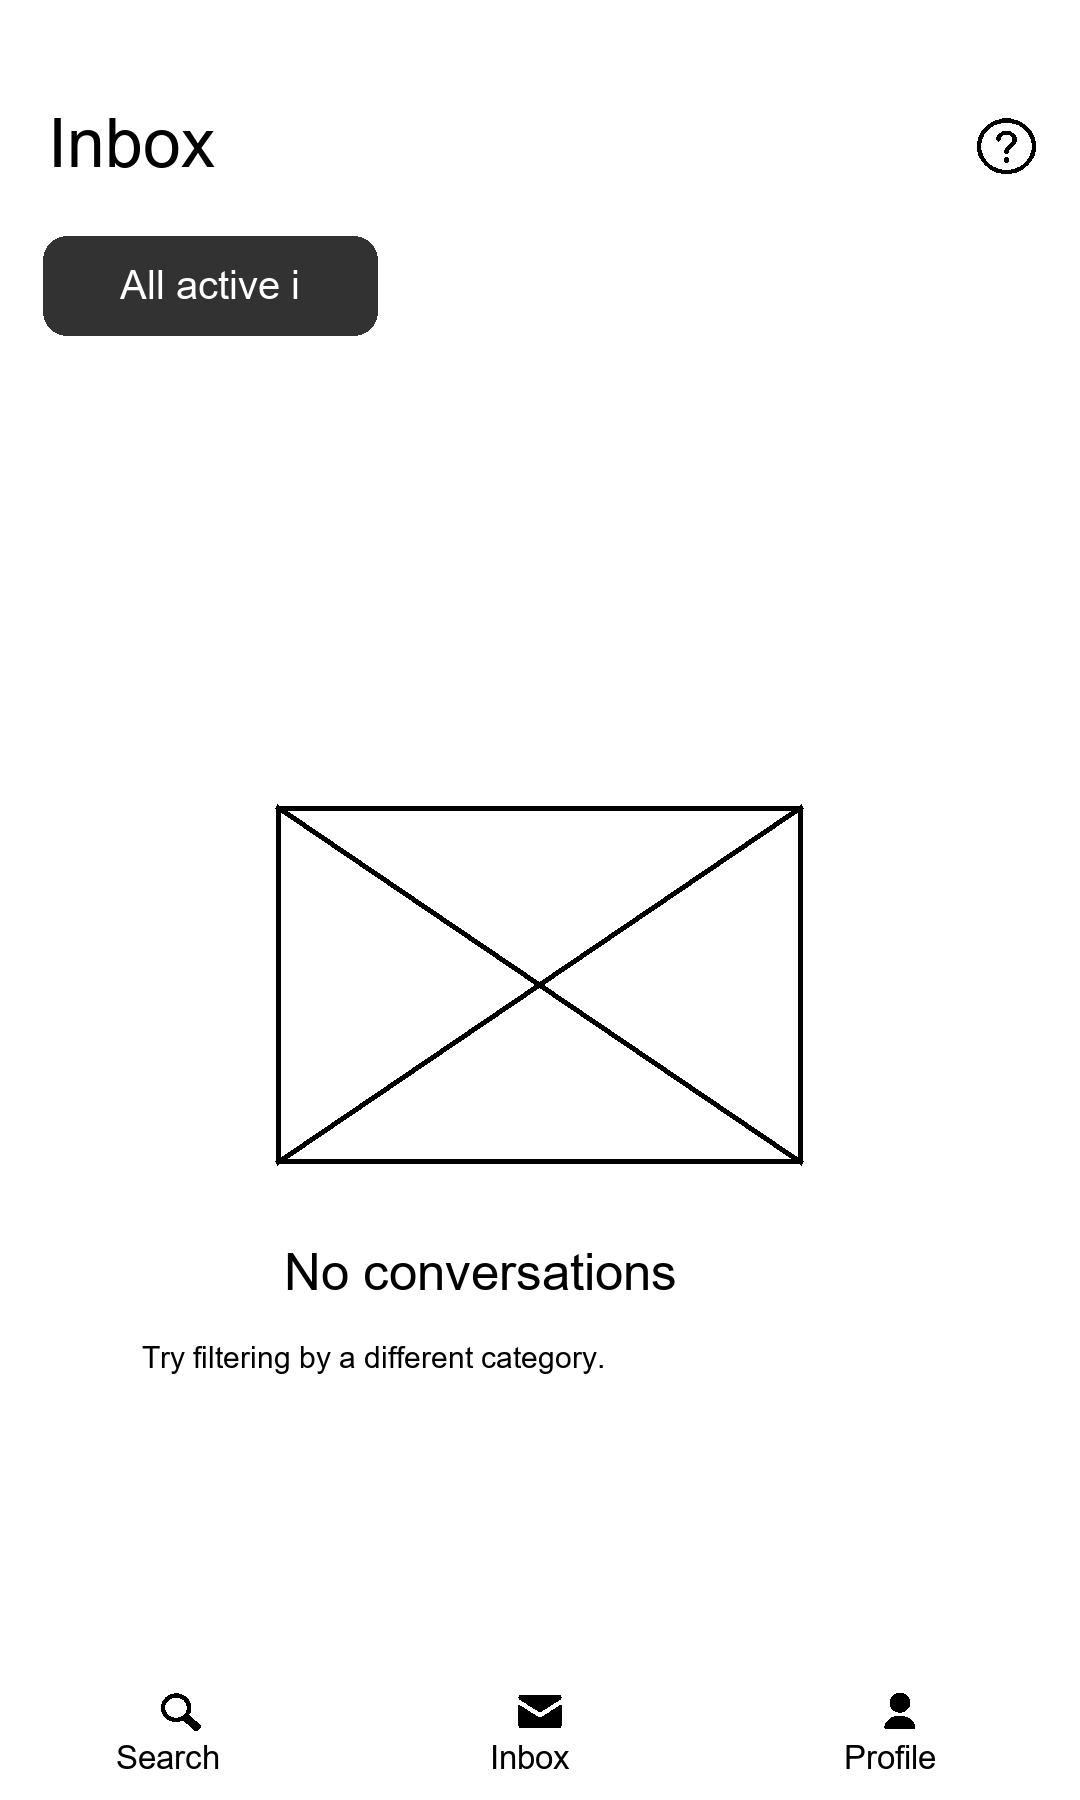 Inbox
?
All active i
No conversations
Try filtering by a different category.
Search
Inbox
Profile